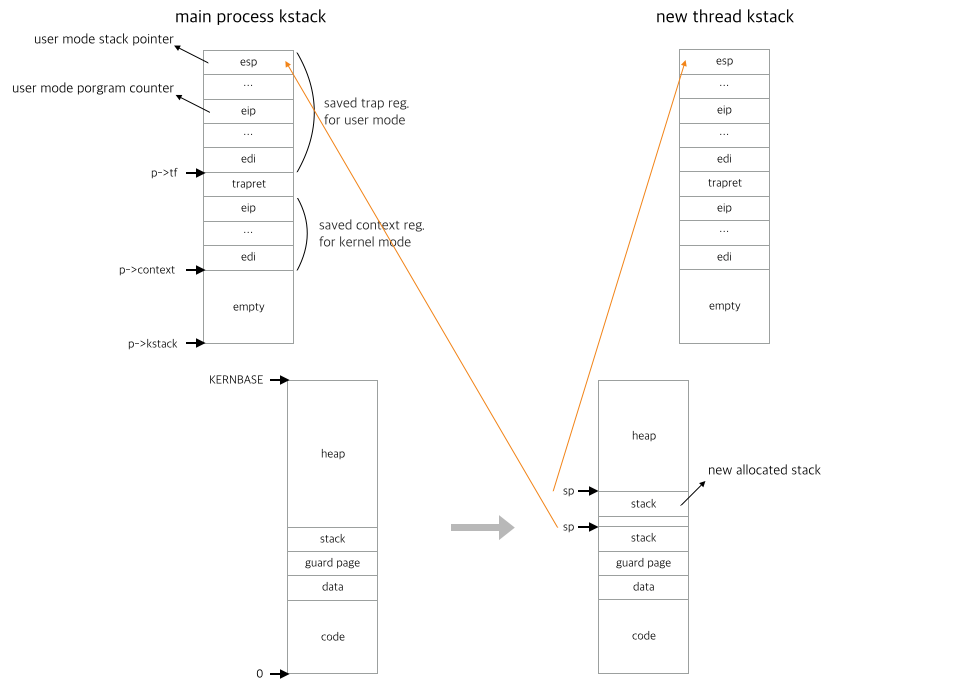 main process kstack
new thread kstack
user mode stack pointer
user mode porgram counter
esp
...
eip
...
edi
trapret
eip
...
edi
empty
saved trap reg.
for user mode
saved context reg.
for kernel mode
p->tf
p->context
p->kstack
esp
...
eip
...
edi
trapret
eip
...
edi
empty
KERNBASE
heap
stack
guard page
data
code
0
heap
sp
stack
new allocated stack
sp
stack
guard page
data
code